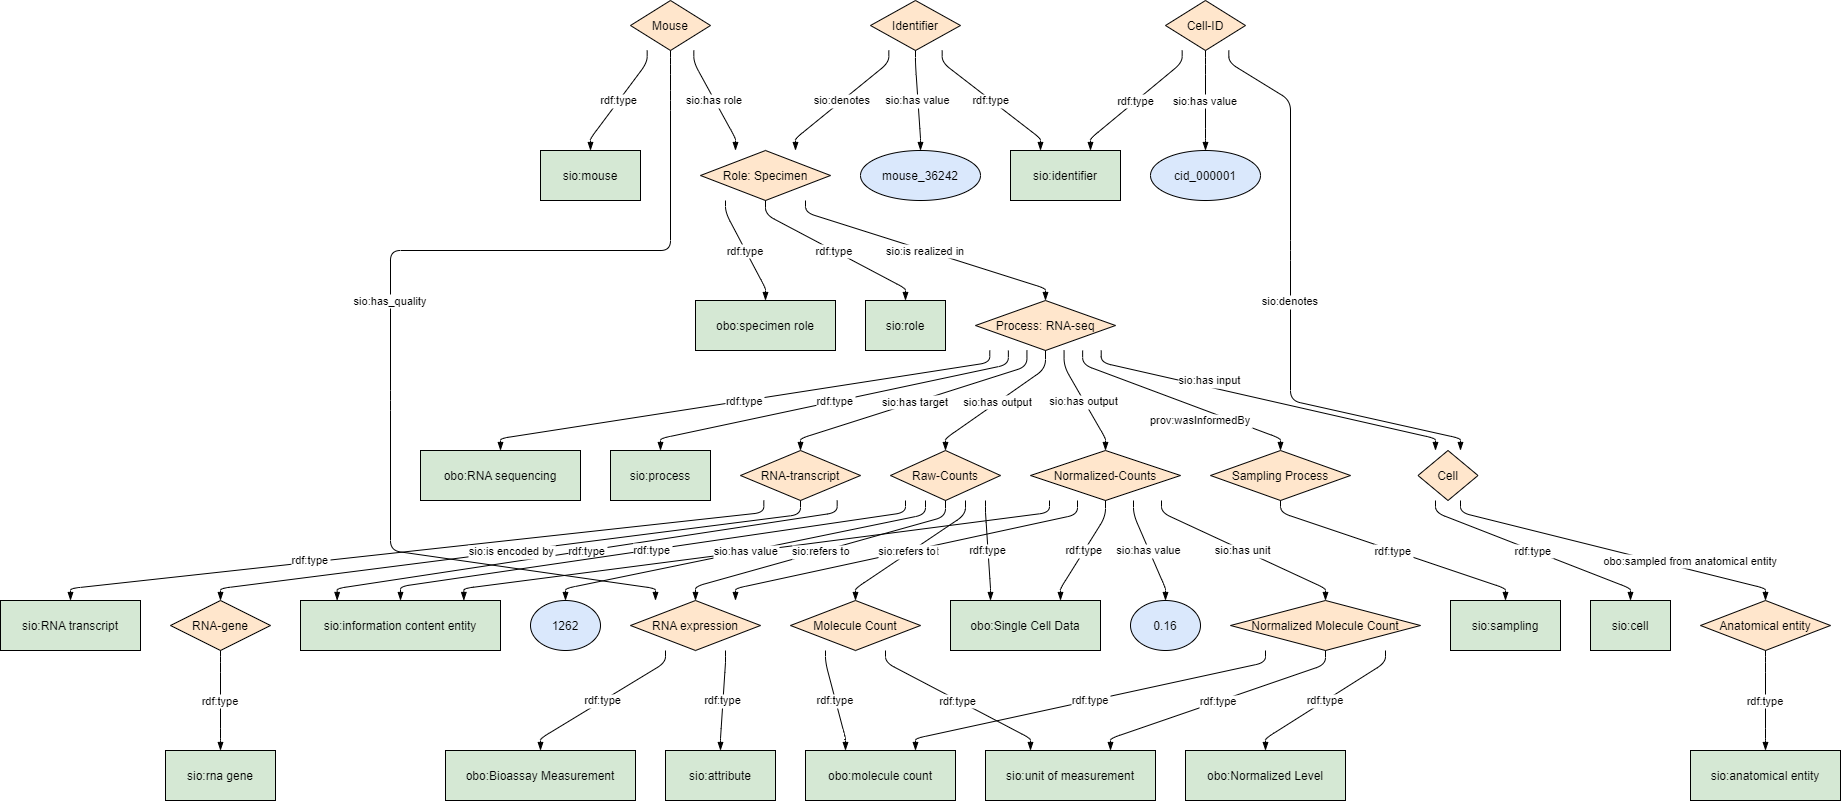 Mouse
Identifier
Cell-ID
rdf:type
sio:has role
sio:denotes
sio:has value
rdf:type
rdf:type
sio:has value
sio:mouse
Role: Specimen
mouse_36242
sio:identifier
cid_000001
rdf:type
rdf:type
sio:is realized in
sio:has_quality
sio:denotes
obo:specimen role
sio:role
Process: RNA-seq
sio:has input
rdf:type
rdf:type
sio:has target
sio:has output
sio:has output
prov:wasInformedBy
obo:RNA sequencing
sio:process
RNA-transcript
Raw-Counts
Normalized-Counts
Sampling Process
Cell
rdf:type
sio:is encoded by
rdf:type
rdf:type
sio:has value
sio:refers to
sio:refers to
rdf:type
rdf:type
sio:has value
sio:has unit
rdf:type
rdf:type
obo:sampled from anatomical entity
sio:RNA transcript
RNA-gene
sio:information content entity
1262
RNA expression
Molecule Count
obo:Single Cell Data
0.16
Normalized Molecule Count
sio:sampling
sio:cell
Anatomical entity
rdf:type
rdf:type
rdf:type
rdf:type
rdf:type
rdf:type
rdf:type
rdf:type
rdf:type
sio:rna gene
obo:Bioassay Measurement
sio:attribute
obo:molecule count
sio:unit of measurement
obo:Normalized Level
sio:anatomical entity